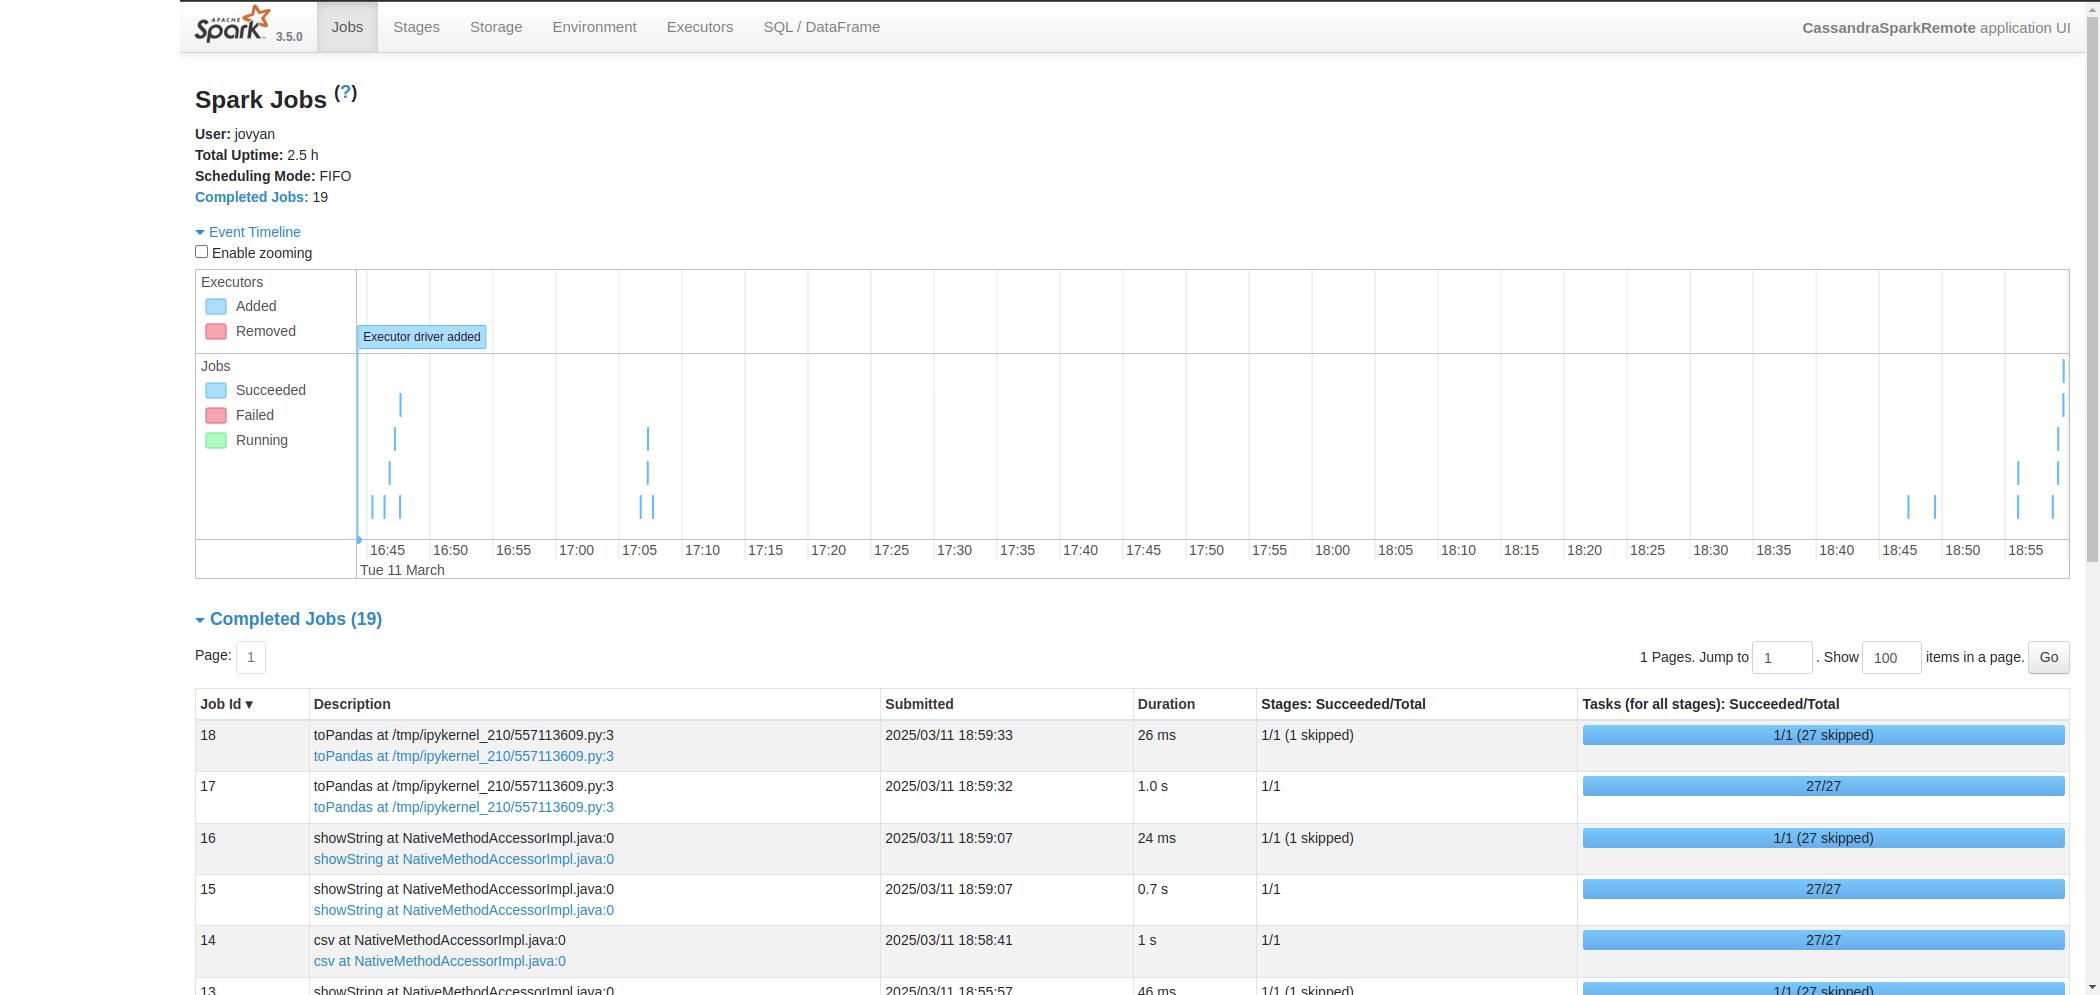 APACHE Spark 3.5.0 Jobs Stages Storage Environment Executors SQL / DataFrame CassandraSparkRemote application UI
Spark Jobs (?)
User: jovyan
Total Uptime: 2.5 h
Scheduling Mode: FIFO
Completed Jobs: 19
Event Timeline
Enable zooming
Executors
Added
Removed
Executor driver added
Jobs
Succeeded
Failed
Running
16:45 16:50 16:55 17:00 17:05 17:10 17:15 17:20 17:25 17:30 17:35 17:40 17:45 17:50 17:55 18:00 18:05 18:10 18:15 18:20 18:25 18:30 18:35 18:40 18:45 18:50 18:55
Tue 11 March
Completed Jobs (19)
Page: 1 1 Pages. Jump to 1 . Show 100 items in a page. Go
Job Id ▾ Description Submitted Duration Stages: Succeeded/Total Tasks (for all stages): Succeeded/Total
18 toPandas at /tmp/ipykernel_210/557113609.py:3 2025/03/11 18:59:33 26 ms 1/1 (1 skipped) 1/1 (27 skipped)
toPandas at /tmp/ipykernel_210/557113609.py:3
17 toPandas at /tmp/ipykernel_210/557113609.py:3 2025/03/11 18:59:32 1.0 s 1/1 27/27
toPandas at /tmp/ipykernel_210/557113609.py:3
16 showString at NativeMethodAccessorImpl.java:0 2025/03/11 18:59:07 24 ms 1/1 (1 skipped) 1/1 (27 skipped)
showString at NativeMethodAccessorImpl.java:0
15 showString at NativeMethodAccessorImpl.java:0 2025/03/11 18:59:07 0.7 s 1/1 27/27
showString at NativeMethodAccessorImpl.java:0
14 csv at NativeMethodAccessorImpl.java:0 2025/03/11 18:58:41 1 s 1/1 27/27
csv at NativeMethodAccessorImpl.java:0
13 showString at NativeMethodAccessorImpl.java:0 2025/03/11 18:55:57 46 ms 1/1 (1 skipped) 1/1 (27 skipped)